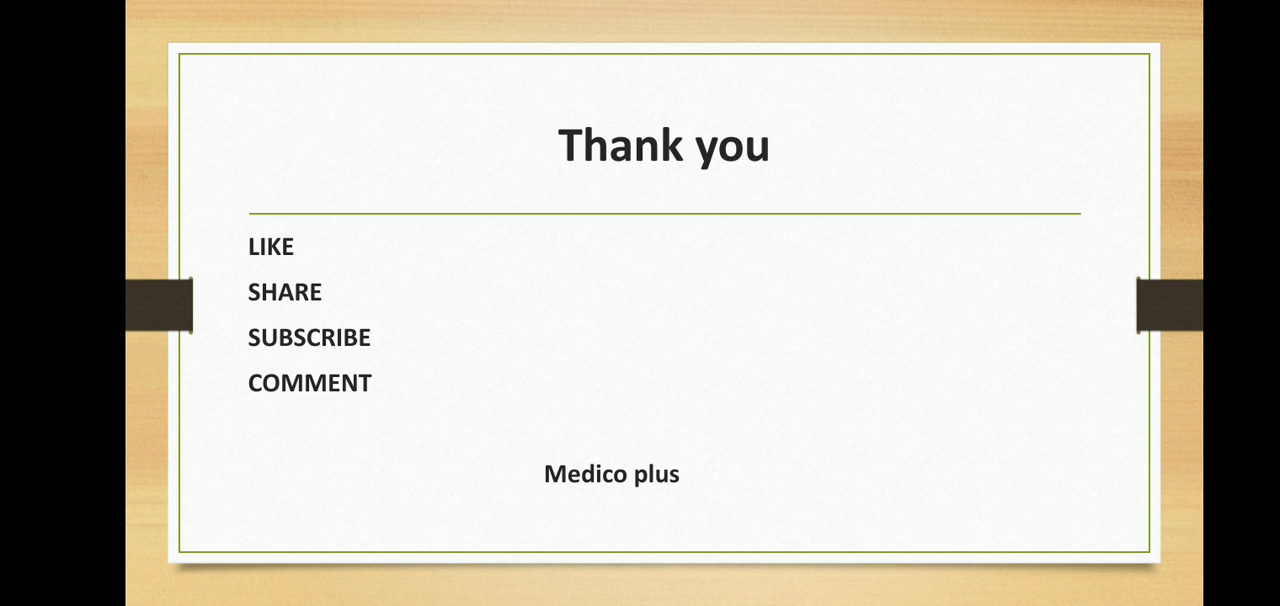 Thank you
LIKE
SHARE
SUBSCRIBE
COMMENT
Medico plus